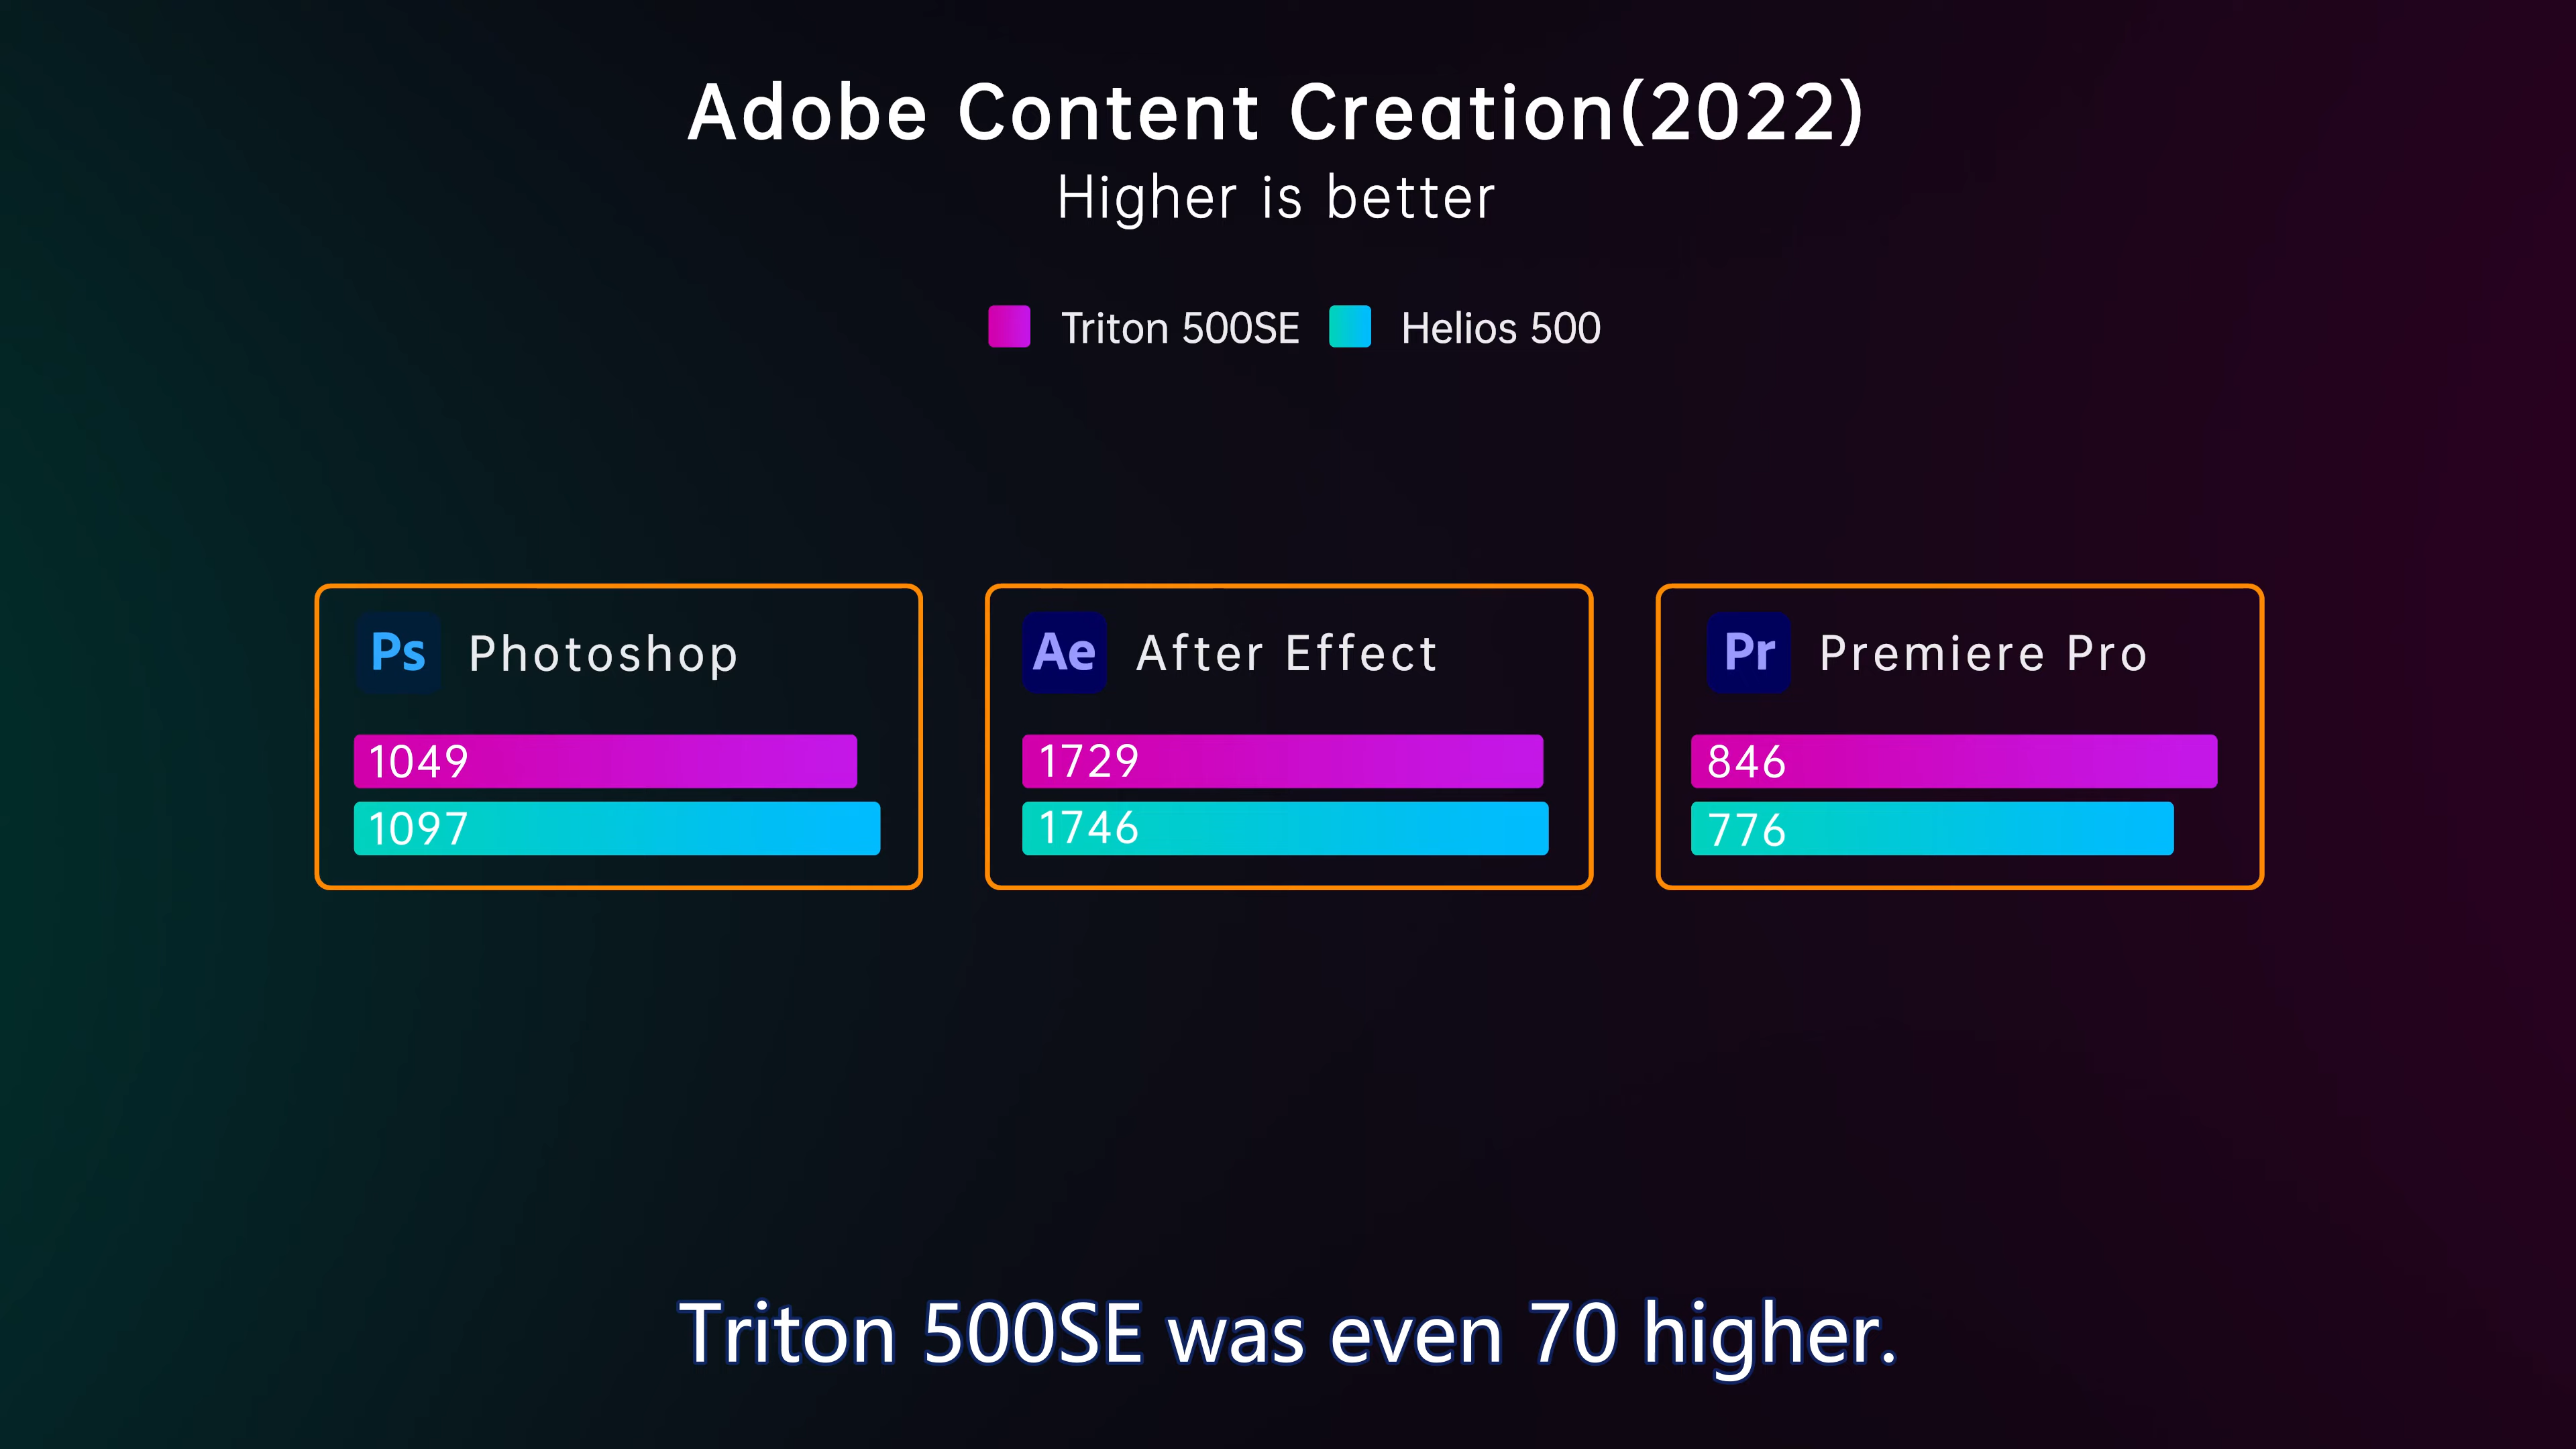 Adobe Content Creation(2022)
Higher is better
Triton 500SE Helios 500
Ps Photoshop
1049
1097
Ae After Effect
1729
1746
Pr Premiere Pro
846
776
Triton 500SE was even 70 higher.